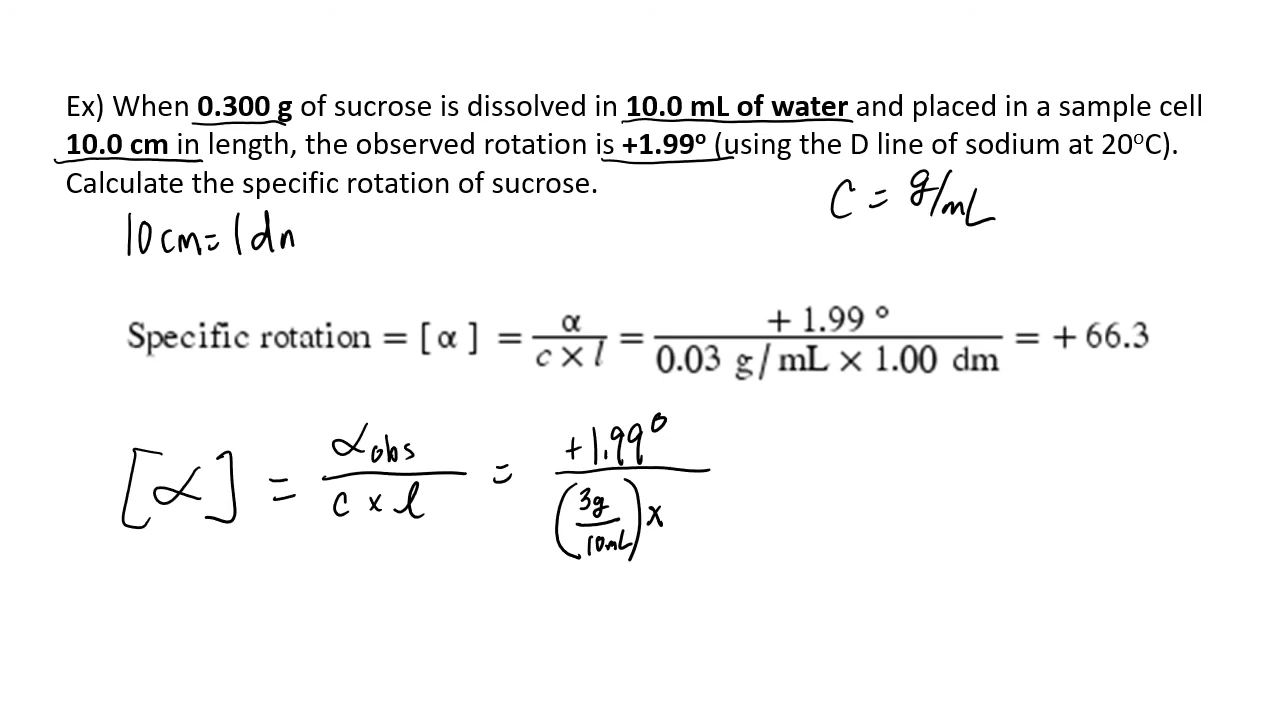 Ex) When 0.300 g of sucrose is dissolved in 10.0 mL of water and placed in a sample cell
10.0 cm in length, the observed rotation is +1.99º (using the D line of sodium at 20ºC).
Calculate the specific rotation of sucrose.
C = g/mL
10 cm = 1 dn
Specific rotation = [ α ] = α / (c × l) = + 1.99 ° / (0.03 g/mL × 1.00 dm) = + 66.3
[α] = αobs / (c x l) = +1.99° / ((3g/10mL) x